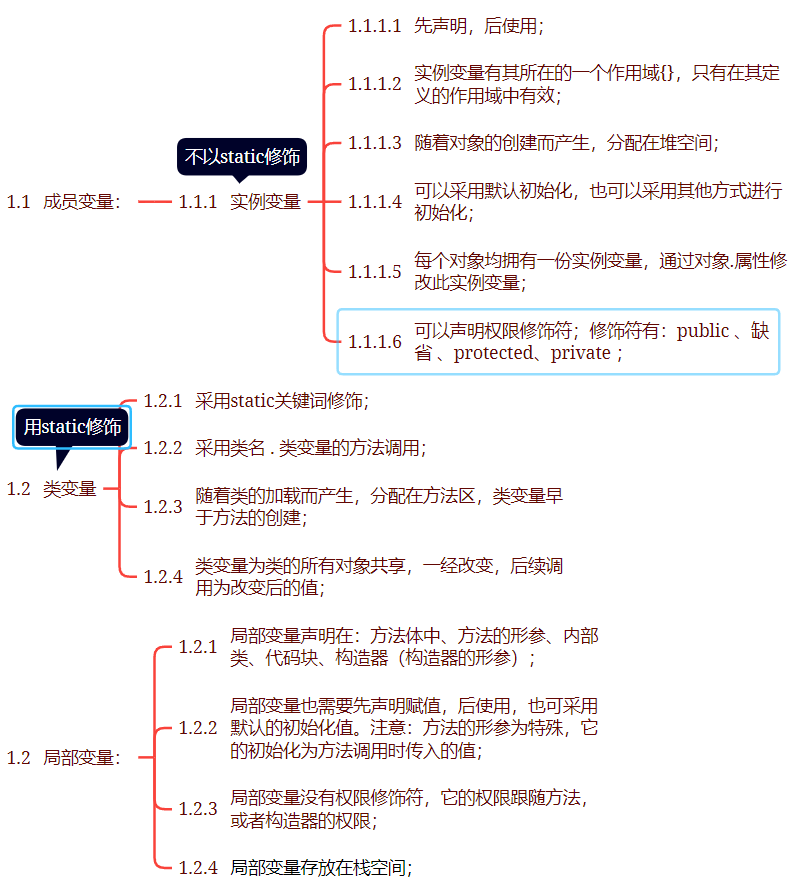 1.1.1.1 先声明，后使用；
1.1.1.2 实例变量有其所在的一个作用域{}，只有在其定
义的作用域中有效；
不以static修饰
1.1.1.3 随着对象的创建而产生，分配在堆空间；
1.1 成员变量： 1.1.1 实例变量
1.1.1.4 可以采用默认初始化，也可以采用其他方式进行
初始化；
1.1.1.5 每个对象均拥有一份实例变量，通过对象.属性修
改此实例变量；
1.1.1.6 可以声明权限修饰符；修饰符有：public 、缺
省 、protected、private ；
1.2.1 采用static关键词修饰；
用static修饰
1.2.2 采用类名 . 类变量的方法调用；
1.2 类变量
1.2.3 随着类的加载而产生，分配在方法区，类变量早
于方法的创建；
1.2.4 类变量为类的所有对象共享，一经改变，后续调
用为改变后的值；
1.2.1 局部变量声明在：方法体中、方法的形参、内部
类、代码块、构造器（构造器的形参）；
1.2.2 局部变量也需要先声明赋值，后使用，也可采用
默认的初始化值。注意：方法的形参为特殊，它
的初始化为方法调用时传入的值；
1.2 局部变量：
1.2.3 局部变量没有权限修饰符，它的权限跟随方法，
或者构造器的权限；
1.2.4 局部变量存放在栈空间；